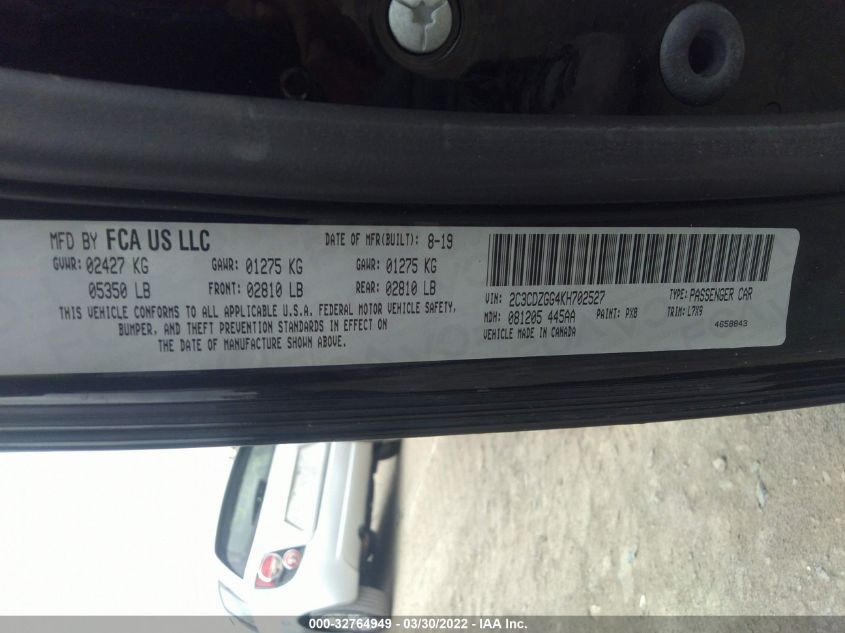 MFD BY FCA US LLC DATE OF MFR(BUILT): 8-19
GVWR: 02427 KG GAWR: 01275 KG GAWR: 01275 KG
05350 LB FRONT: 02810 LB REAR: 02810 LB
THIS VEHICLE CONFORMS TO ALL APPLICABLE U.S.A. FEDERAL MOTOR VEHICLE SAFETY,
BUMPER, AND THEFT PREVENTION STANDARDS IN EFFECT ON
THE DATE OF MANUFACTURE SHOWN ABOVE.
VIN: 2C3CDZGG4KH702527 TYPE: PASSENGER CAR
MDH: 081205 445AA PAINT: PX8 TRIM: L7X9
VEHICLE MADE IN CANADA 4658843
000-32764949 — 03/30/2022 — IAA Inc.